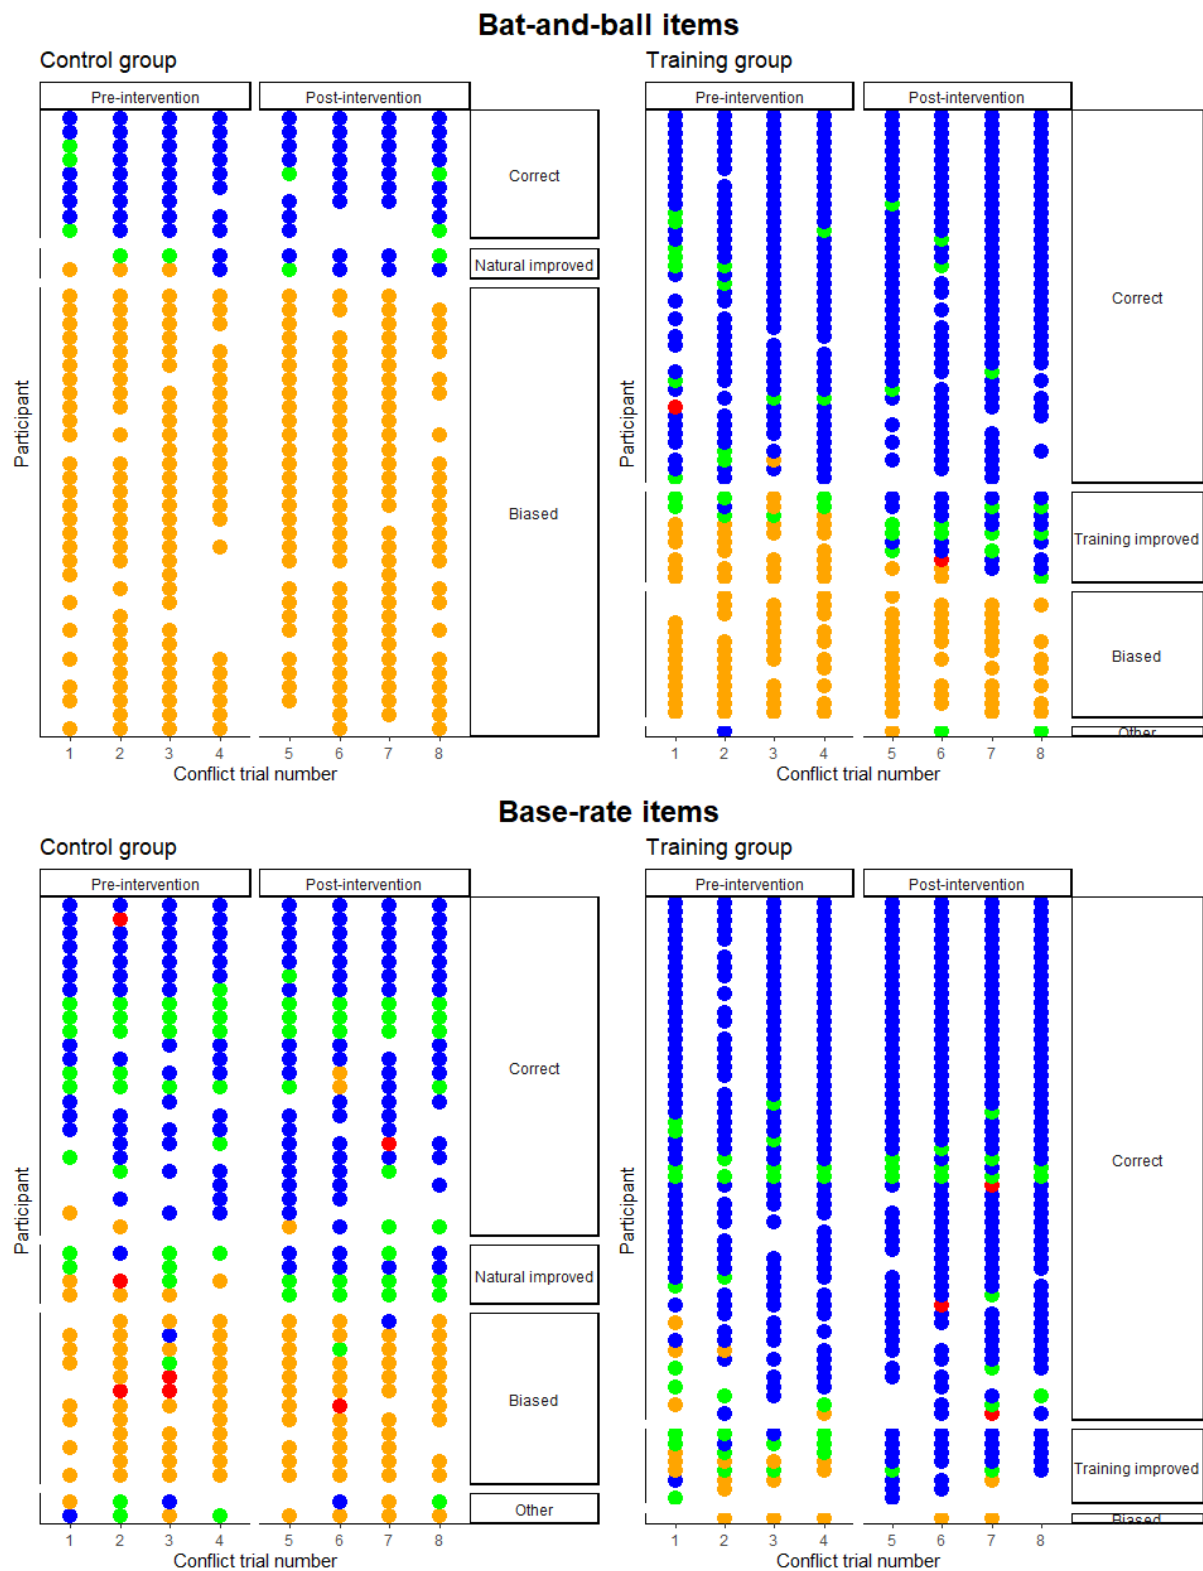 Bat-and-ball items
Control group
Training group
Pre-intervention
Post-intervention
Pre-intervention
Post-intervention
Correct
Natural improved
Biased
Correct
Training improved
Biased
Other
Participant
Participant
1 2 3 4 5 6 7 8
1 2 3 4 5 6 7 8
Conflict trial number
Conflict trial number
Base-rate items
Control group
Training group
Pre-intervention
Post-intervention
Pre-intervention
Post-intervention
Correct
Natural improved
Biased
Other
Correct
Training improved
Biased
Participant
Participant
1 2 3 4 5 6 7 8
1 2 3 4 5 6 7 8
Conflict trial number
Conflict trial number